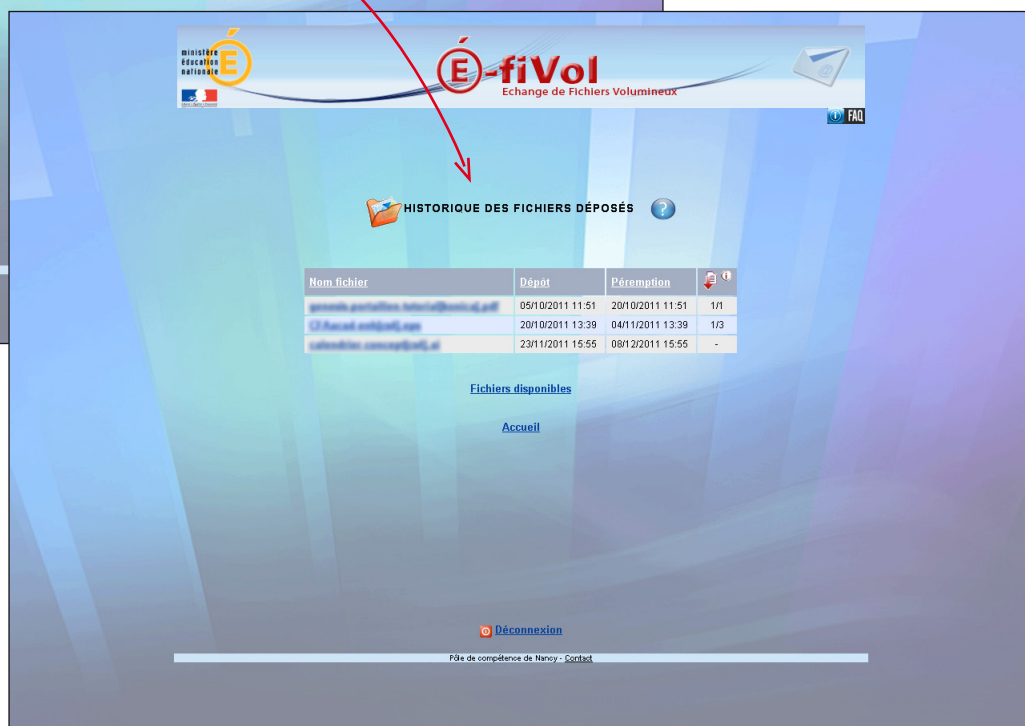 ministère
éducation
nationale
É
É-fiVol
Echange de Fichiers Volumineux
FAQ
HISTORIQUE DES FICHIERS DÉPOSÉS ?
Nom fichier Dépôt Péremption
05/10/2011 11:51 20/10/2011 11:51 1/1
20/10/2011 13:39 04/11/2011 13:39 1/3
23/11/2011 15:55 08/12/2011 15:55 -
Fichiers disponibles
Accueil
Déconnexion
Pôle de compétence de Nancy - Contact